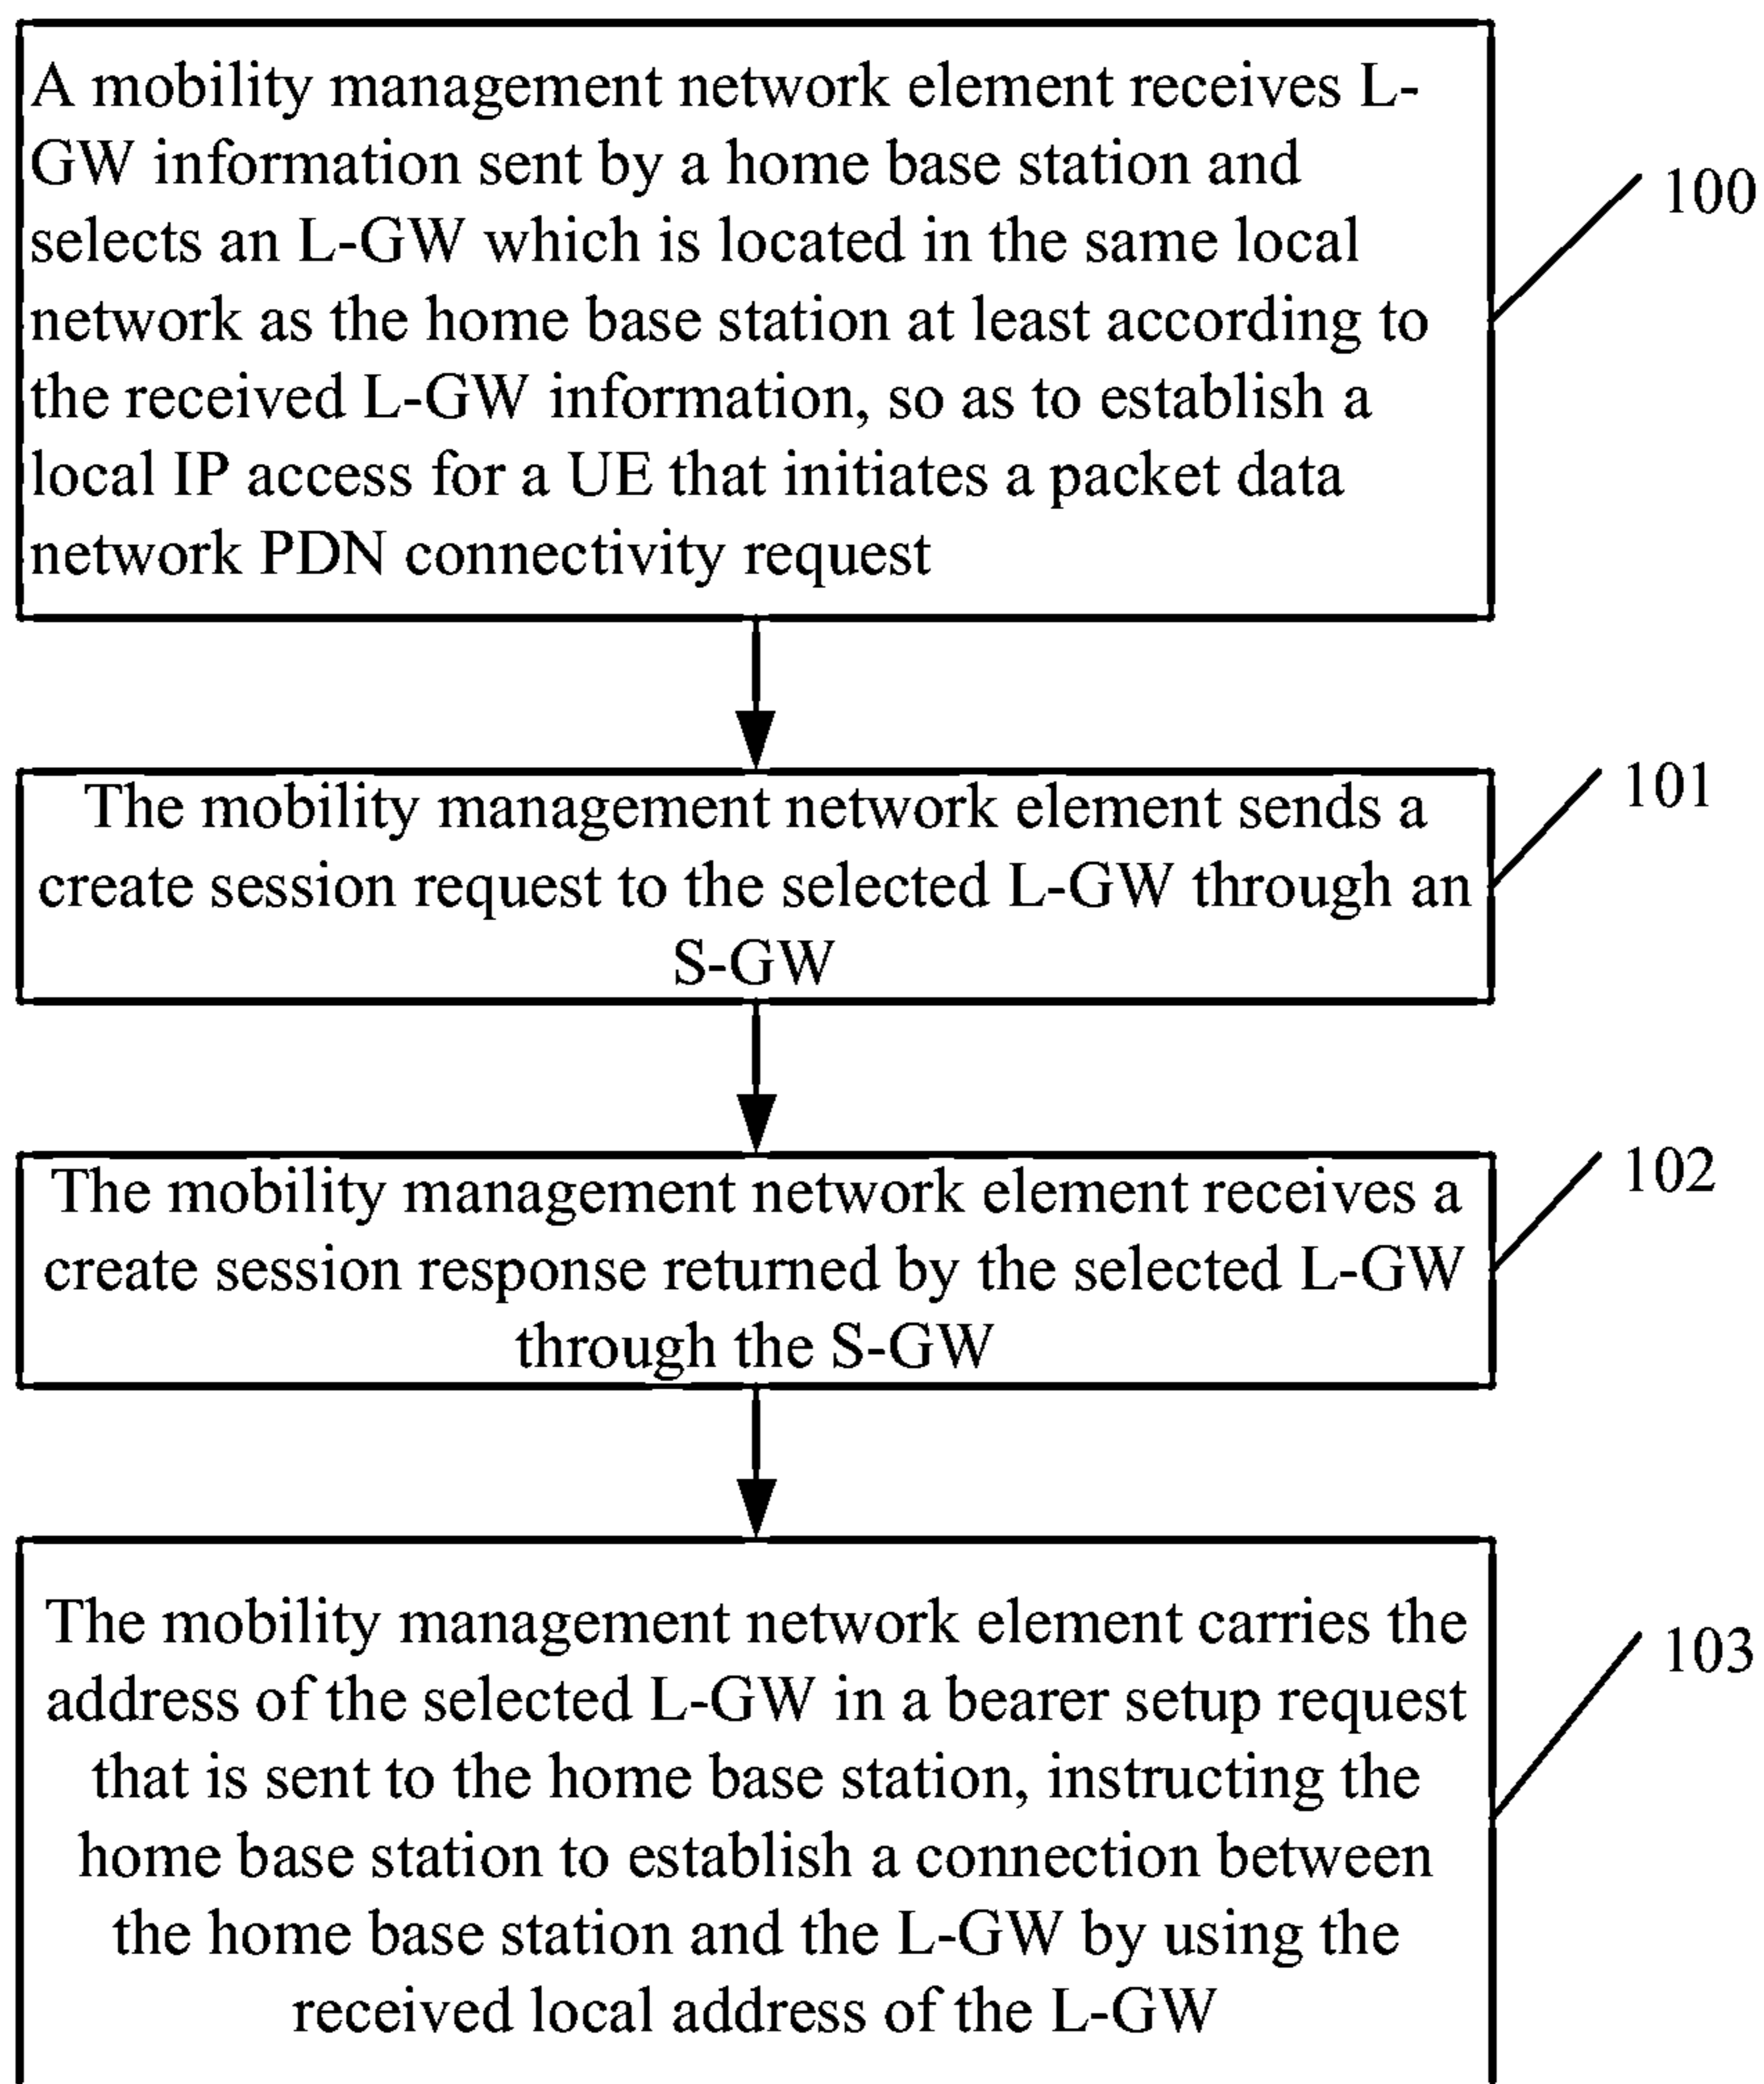 A mobility management network element receives L-
GW information sent by a home base station and
selects an L-GW which is located in the same local
network as the home base station at least according to
the received L-GW information, so as to establish a
local IP access for a UE that initiates a packet data
network PDN connectivity request
100
The mobility management network element sends a
create session request to the selected L-GW through an
S-GW
101
The mobility management network element receives a
create session response returned by the selected L-GW
through the S-GW
102
The mobility management network element carries the
address of the selected L-GW in a bearer setup request
that is sent to the home base station, instructing the
home base station to establish a connection between
the home base station and the L-GW by using the
received local address of the L-GW
103